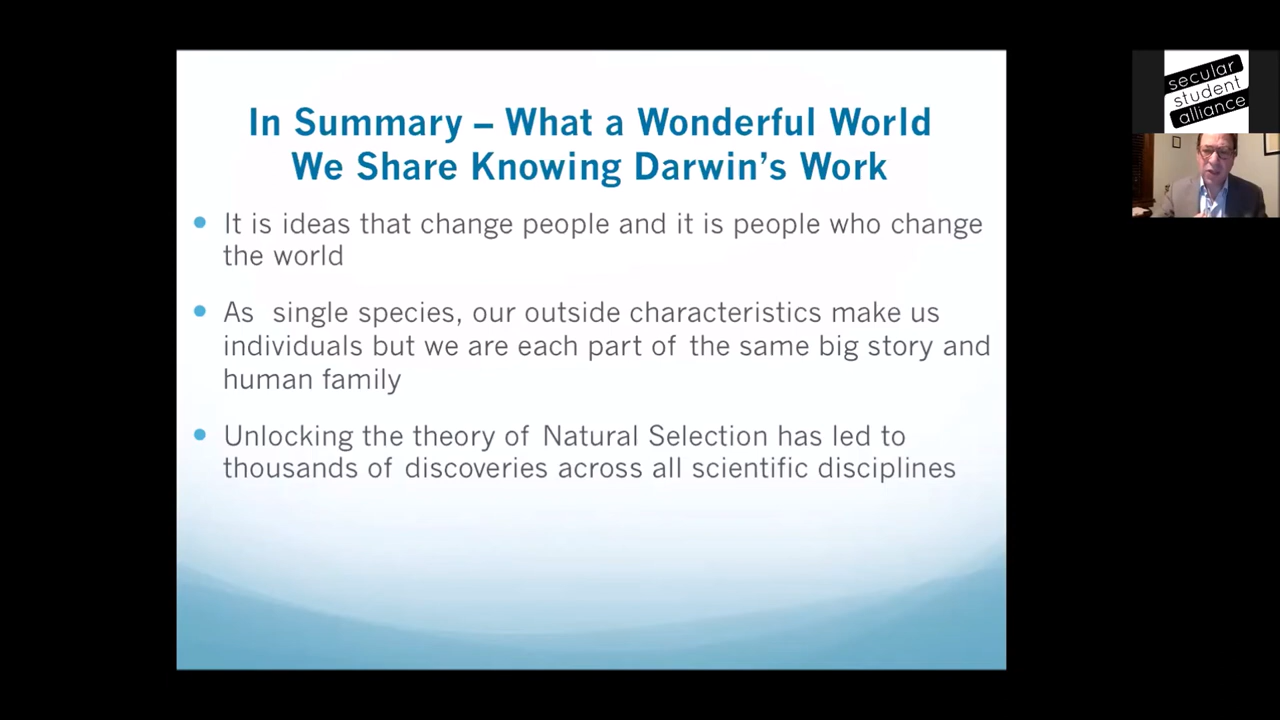 In Summary – What a Wonderful World
We Share Knowing Darwin's Work
It is ideas that change people and it is people who change
the world
As single species, our outside characteristics make us
individuals but we are each part of the same big story and
human family
Unlocking the theory of Natural Selection has led to
thousands of discoveries across all scientific disciplines
secular
student
alliance